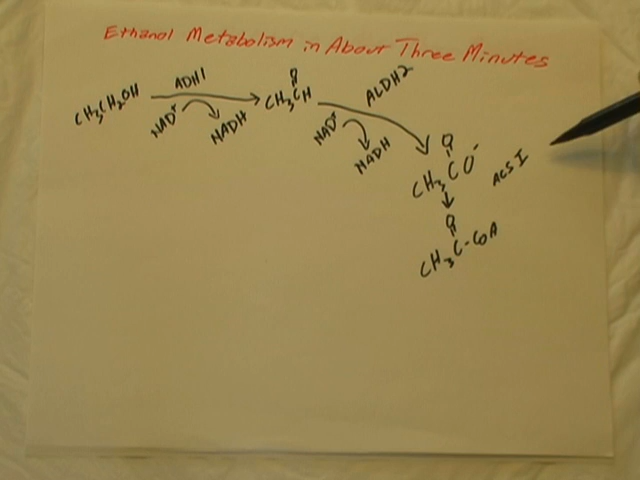 Ethanol Metabolism in About Three Minutes
CH3CH2OH
ADH1
NAD+
NADH
O
CH3CH
ALDH2
NAD+
NADH
O
CH3CO-
ACS I
O
CH3C-CoA